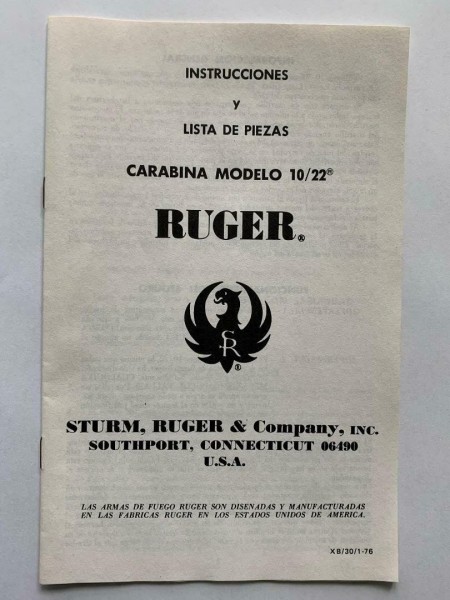 INSTRUCCIONES
y
LISTA DE PIEZAS
CARABINA MODELO 10/22®
RUGER®
SR®
STURM, RUGER & Company, INC.
SOUTHPORT, CONNECTICUT 06490
U.S.A.
LAS ARMAS DE FUEGO RUGER SON DISENADAS Y MANUFACTURADAS
EN LAS FABRICAS RUGER EN LOS ESTADOS UNIDOS DE AMERICA.
XB/30/1-76